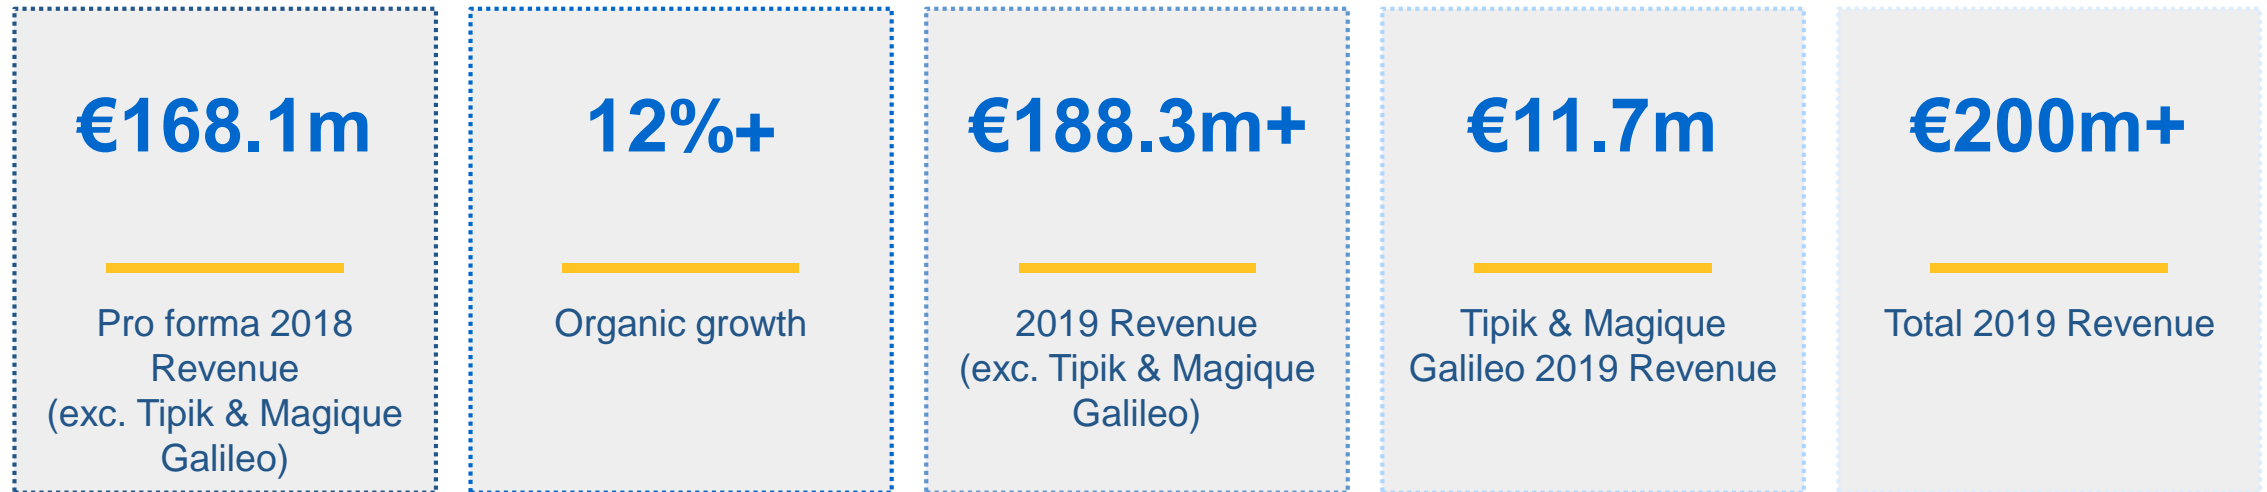 €168.1m
Pro forma 2018
Revenue
(exc. Tipik & Magique
Galileo)
12%+
Organic growth
€188.3m+
2019 Revenue
(exc. Tipik & Magique
Galileo)
€11.7m
Tipik & Magique
Galileo 2019 Revenue
€200m+
Total 2019 Revenue